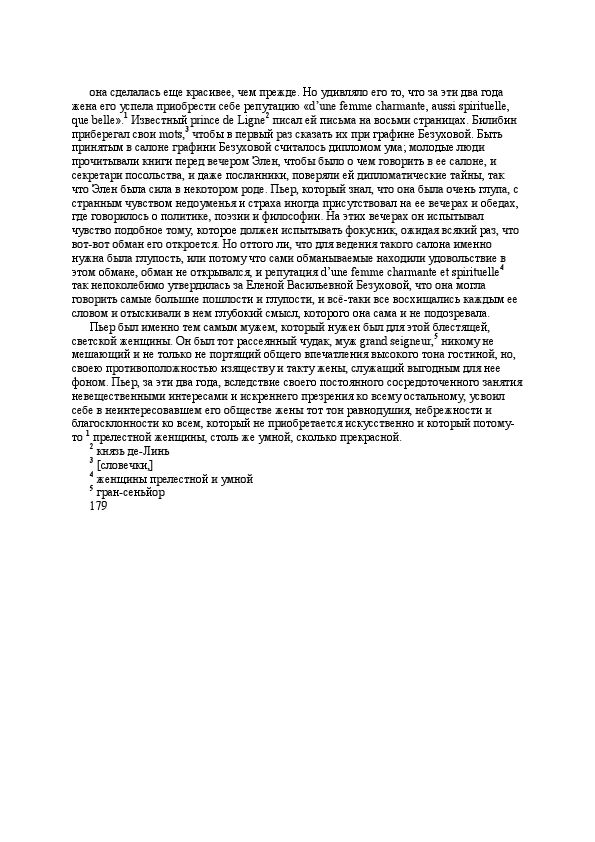 она сделалась еще красивее, чем прежде. Но удивляло его то, что за эти два года
жена его успела приобрести себе репутацию «d’une femme charmante, aussi spirituelle,
que belle».1 Известный prince de Ligne2 писал ей письма на восьми страницах. Билибин
приберегал свои mots,3 чтобы в первый раз сказать их при графине Безуховой. Быть
принятым в салоне графини Безуховой считалось дипломом ума; молодые люди
прочитывали книги перед вечером Элен, чтобы было о чем говорить в ее салоне, и
секретари посольства, и даже посланники, поверяли ей дипломатические тайны, так
что Элен была сила в некотором роде. Пьер, который знал, что она была очень глупа, с
странным чувством недоуменья и страха иногда присутствовал на ее вечерах и обедах,
где говорилось о политике, поэзии и философии. На этих вечерах он испытывал
чувство подобное тому, которое должен испытывать фокусник, ожидая всякий раз, что
вот-вот обман его откроется. Но оттого ли, что для ведения такого салона именно
нужна была глупость, или потому что сами обманываемые находили удовольствие в
этом обмане, обман не открывался, и репутация d’une femme charmante et spirituelle4
так непоколебимо утвердилась за Еленой Васильевной Безуховой, что она могла
говорить самые большие пошлости и глупости, и всё-таки все восхищались каждым ее
словом и отыскивали в нем глубокий смысл, которого она сама и не подозревала.
Пьер был именно тем самым мужем, который нужен был для этой блестящей,
светской женщины. Он был тот рассеянный чудак, муж grand seigneur,5 никому не
мешающий и не только не портящий общего впечатления высокого тона гостиной, но,
своею противоположностью изяществу и такту жены, служащий выгодным для нее
фоном. Пьер, за эти два года, вследствие своего постоянного сосредоточенного занятия
невещественными интересами и искреннего презрения ко всему остальному, усвоил
себе в неинтересовавшем его обществе жены тот тон равнодушия, небрежности и
благосклонности ко всем, который не приобретается искусственно и который потому-
то 1 прелестной женщины, столь же умной, сколько прекрасной.
2 князь де-Линь
3 [словечки,]
4 женщины прелестной и умной
5 гран-сеньйор
179